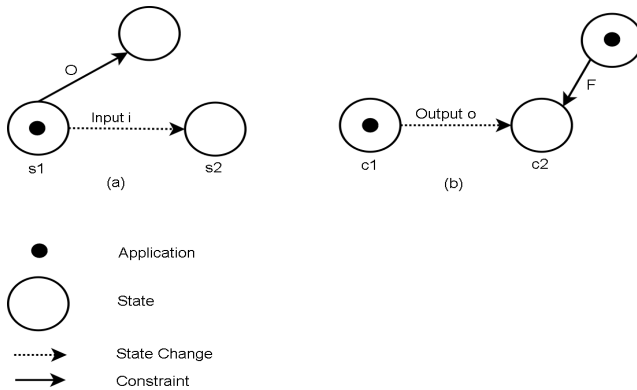 O
Input i
s1
s2
(a)
F
Output o
c1
c2
(b)
Application
State
State Change
Constraint